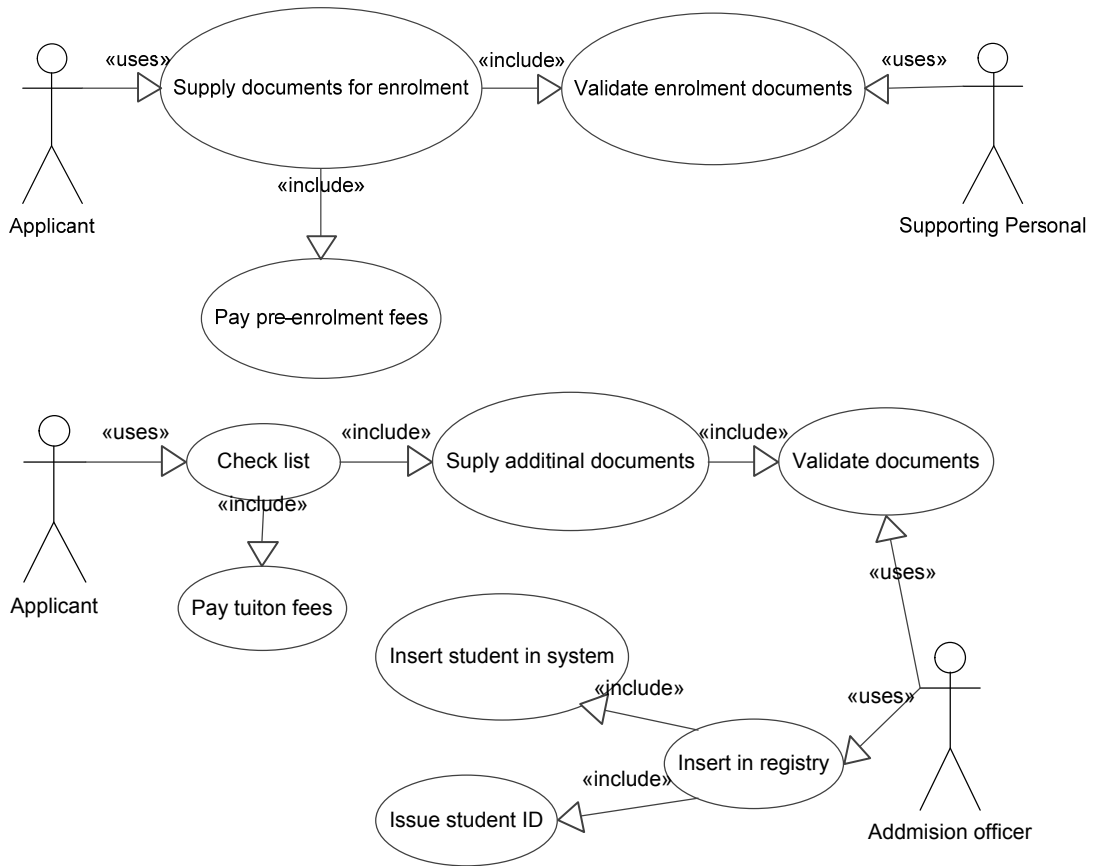 «uses»
Supply documents for enrolment
«include»
Validate enrolment documents
«uses»
Applicant
Supporting Personal
«include»
Pay pre-enrolment fees
«uses»
Check list
«include»
Suply additinal documents
«include»
Validate documents
«include»
Applicant
Pay tuiton fees
«uses»
Insert student in system
«include»
«uses»
Insert in registry
«include»
Issue student ID
Addmision officer